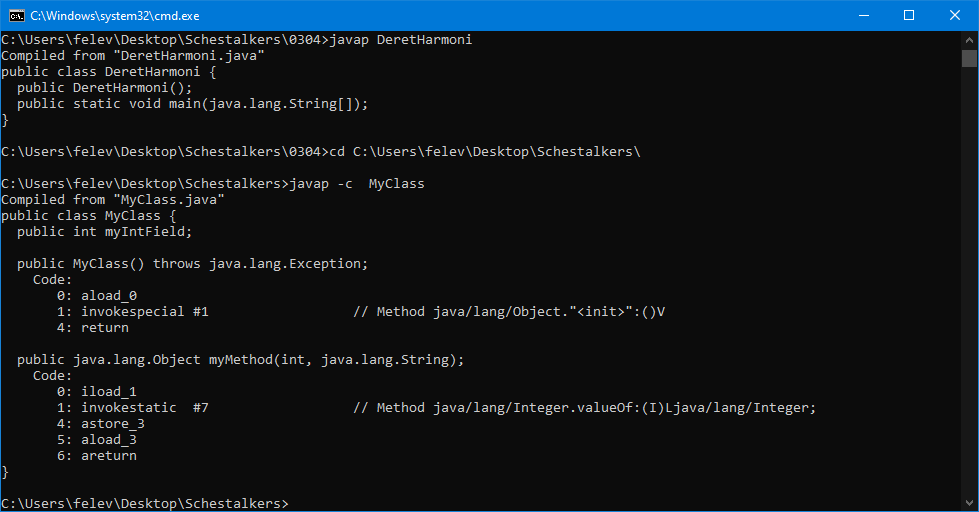 C:\Windows\system32\cmd.exe
C:\Users\felev\Desktop\Schestalkers\0304>javap DeretHarmoni
Compiled from "DeretHarmoni.java"
public class DeretHarmoni {
  public DeretHarmoni();
  public static void main(java.lang.String[]);
}
C:\Users\felev\Desktop\Schestalkers\0304>cd C:\Users\felev\Desktop\Schestalkers\
C:\Users\felev\Desktop\Schestalkers>javap -c  MyClass
Compiled from "MyClass.java"
public class MyClass {
  public int myIntField;
  public MyClass() throws java.lang.Exception;
    Code:
       0: aload_0
       1: invokespecial #1                  // Method java/lang/Object."<init>":()V
       4: return
  public java.lang.Object myMethod(int, java.lang.String);
    Code:
       0: iload_1
       1: invokestatic  #7                  // Method java/lang/Integer.valueOf:(I)Ljava/lang/Integer;
       4: astore_3
       5: aload_3
       6: areturn
}
C:\Users\felev\Desktop\Schestalkers>